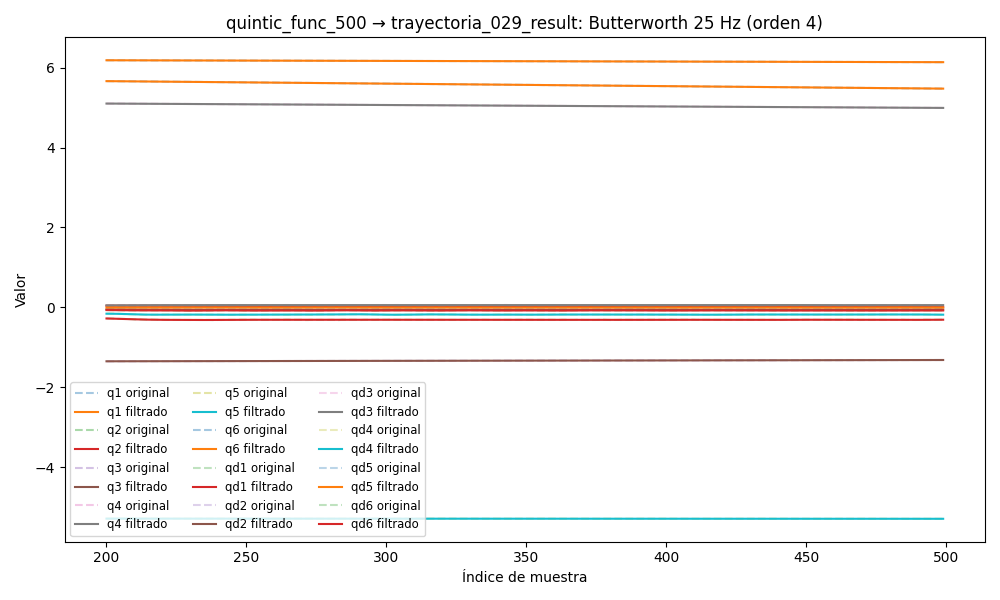 quintic_func_500 → trayectoria_029_result: Butterworth 25 Hz (orden 4)
Valor
6
4
2
0
−2
−4
q1 original
q1 filtrado
q2 original
q2 filtrado
q3 original
q3 filtrado
q4 original
q4 filtrado
q5 original
q5 filtrado
q6 original
q6 filtrado
qd1 original
qd1 filtrado
qd2 original
qd2 filtrado
qd3 original
qd3 filtrado
qd4 original
qd4 filtrado
qd5 original
qd5 filtrado
qd6 original
qd6 filtrado
200 250 300 350 400 450 500
Índice de muestra